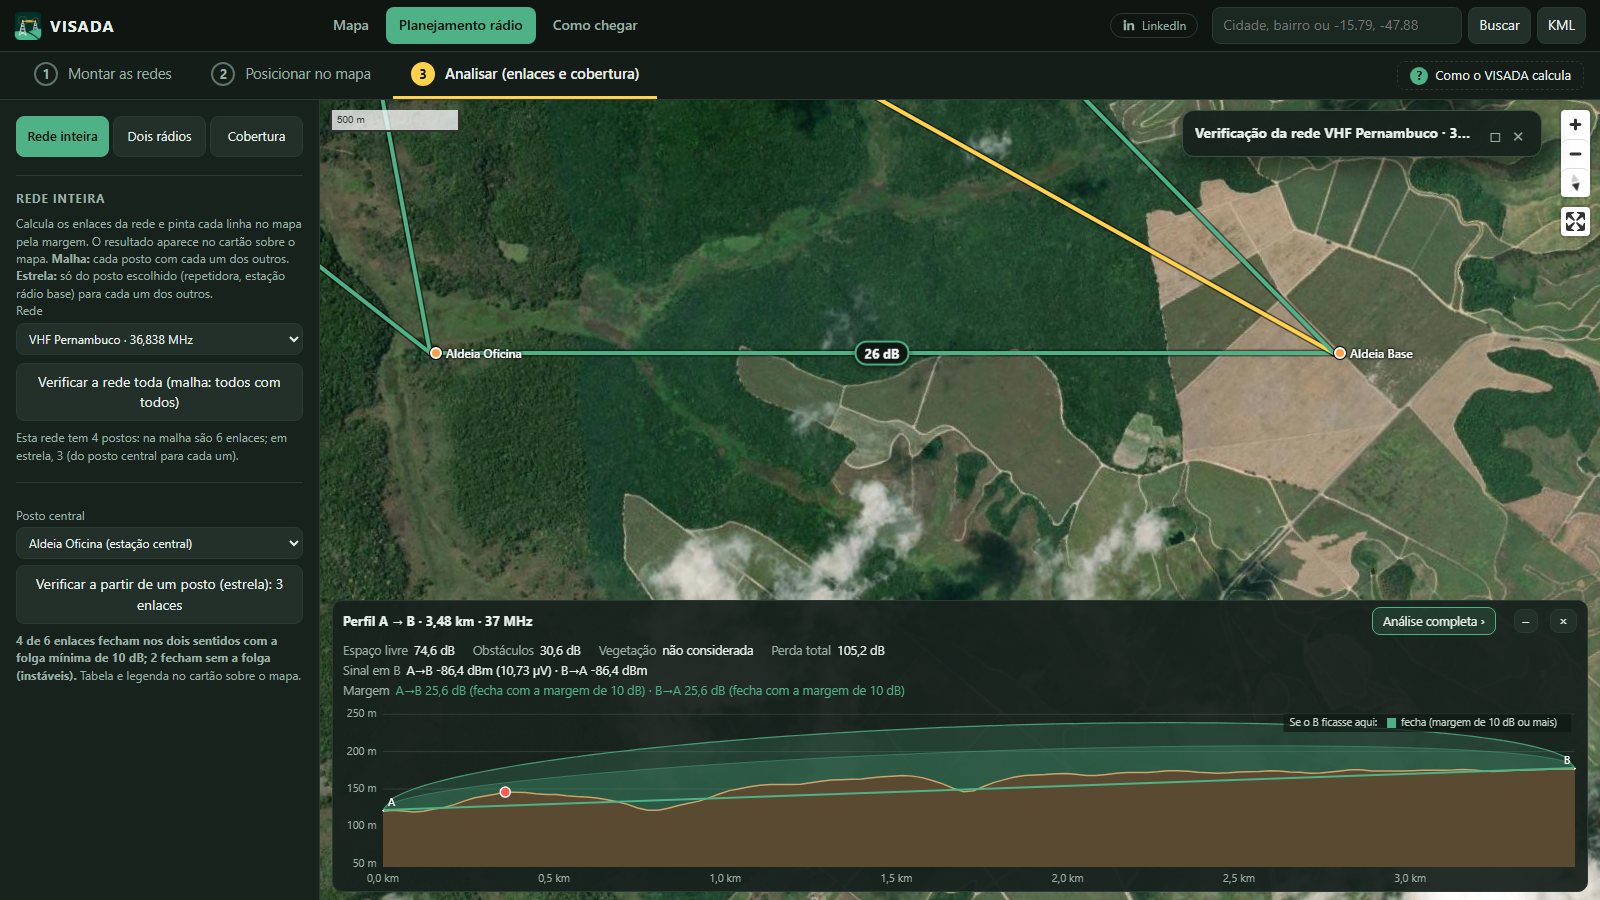 VISADA
Mapa
Planejamento rádio
Como chegar
in LinkedIn
Cidade, bairro ou -15.79, -47.88
Buscar
KML
1 Montar as redes
2 Posicionar no mapa
3 Analisar (enlaces e cobertura)
? Como o VISADA calcula
Rede inteira
Dois rádios
Cobertura
REDE INTEIRA
Calcula os enlaces da rede e pinta cada linha no mapa
pela margem. O resultado aparece no cartão sobre o
mapa. Malha: cada posto com cada um dos outros.
Estrela: só do posto escolhido (repetidora, estação
rádio base) para cada um dos outros.
Rede
VHF Pernambuco · 36,838 MHz
Verificar a rede toda (malha: todos com
todos)
Esta rede tem 4 postos: na malha são 6 enlaces; em
estrela, 3 (do posto central para cada um).
Posto central
Aldeia Oficina (estação central)
Verificar a partir de um posto (estrela): 3
enlaces
4 de 6 enlaces fecham nos dois sentidos com a
folga mínima de 10 dB; 2 fecham sem a folga
(instáveis). Tabela e legenda no cartão sobre o mapa.
500 m
Verificação da rede VHF Pernambuco · 3...
Aldeia Oficina
26 dB
Aldeia Base
Perfil A → B · 3,48 km · 37 MHz
Análise completa ›
Espaço livre 74,6 dB Obstáculos 30,6 dB Vegetação não considerada Perda total 105,2 dB
Sinal em B A→B -86,4 dBm (10,73 µV) · B→A -86,4 dBm
Margem A→B 25,6 dB (fecha com a margem de 10 dB) · B→A 25,6 dB (fecha com a margem de 10 dB)
Se o B ficasse aqui: fecha (margem de 10 dB ou mais)
250 m
200 m
150 m
100 m
50 m
A
B
0,0 km
0,5 km
1,0 km
1,5 km
2,0 km
2,5 km
3,0 km